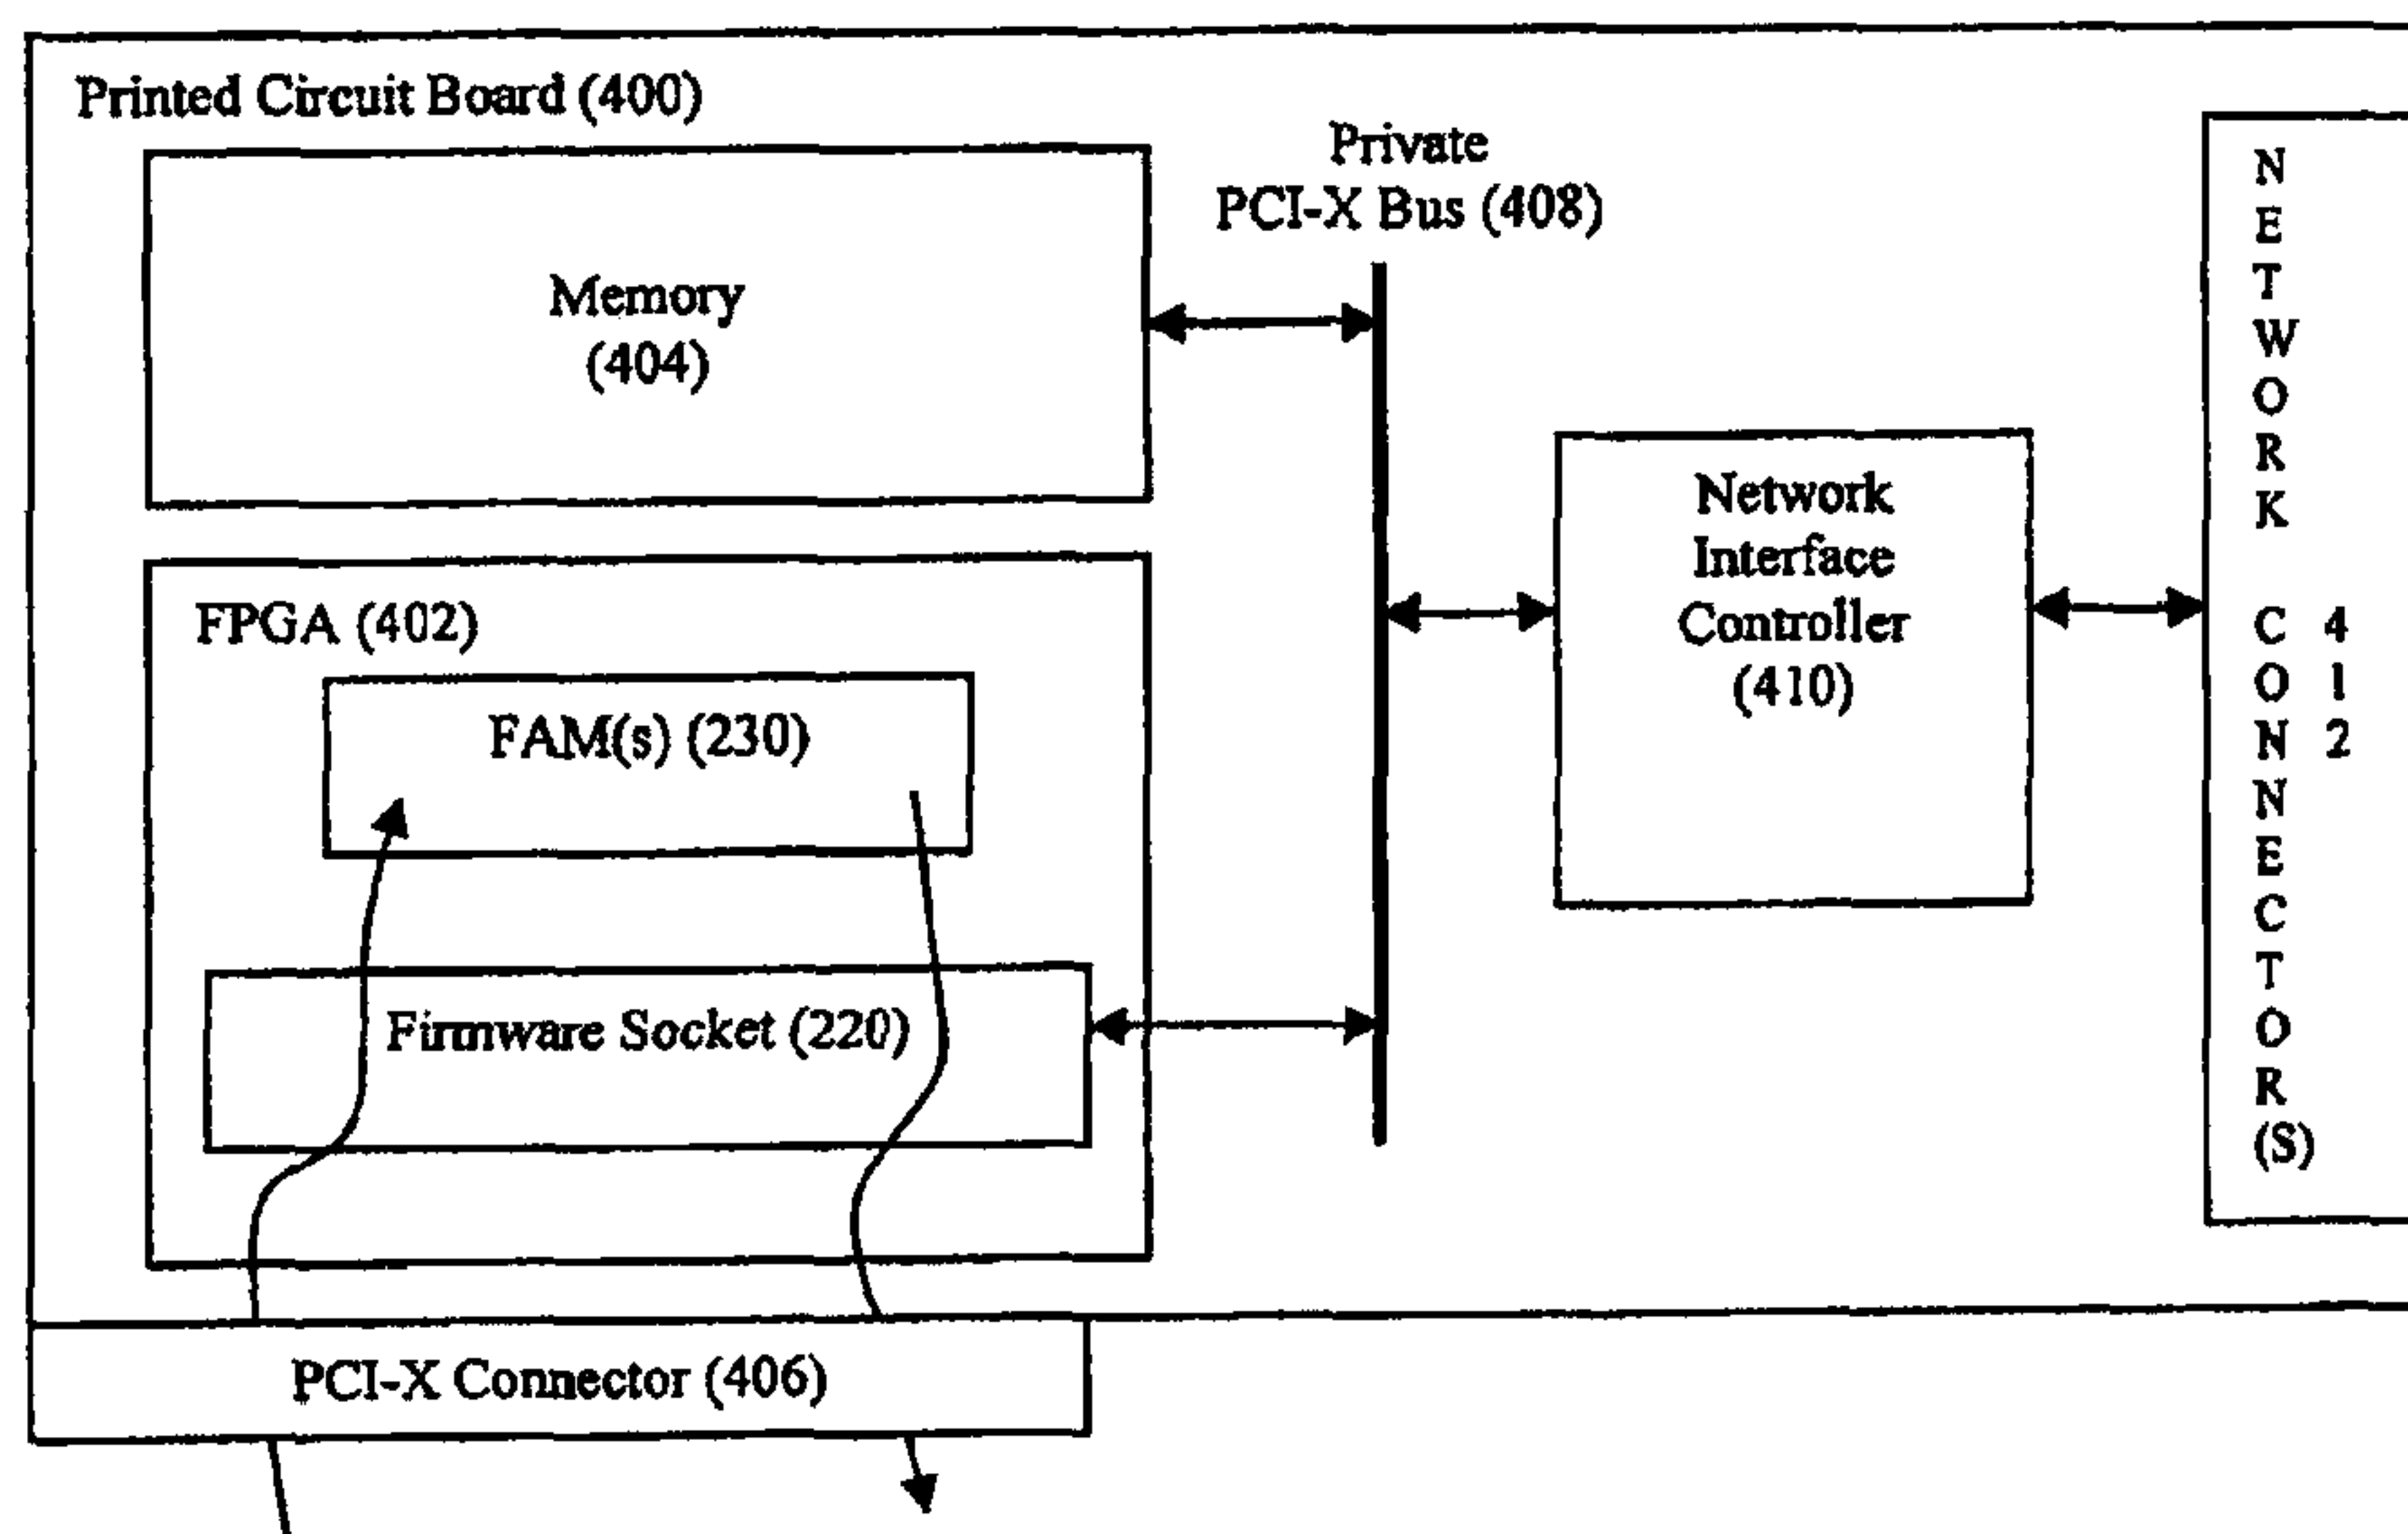 Printed Circuit Board (400)
Private
PCI-X Bus (408)
Memory
(404)
Network
Interface
Controller
(410)
NETWORK CONNECTOR(S)
412
FPGA (402)
FAM(s) (230)
Firmware Socket (220)
PCI-X Connector (406)